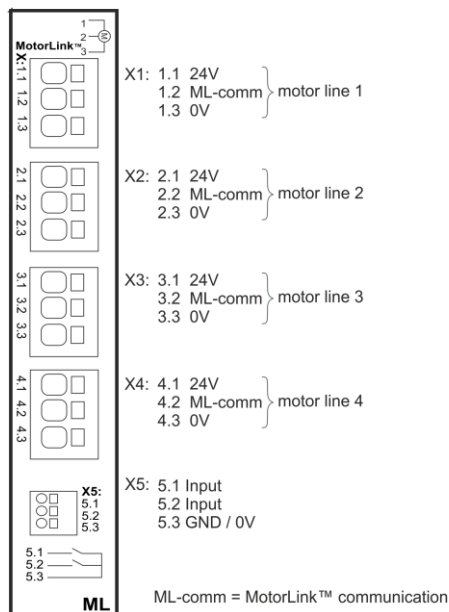 1
2 M
MotorLink™ 3
X:
1.1
1.2
1.3
X1: 1.1 24V
1.2 ML-comm
1.3 0V
motor line 1
2.1
2.2
2.3
X2: 2.1 24V
2.2 ML-comm
2.3 0V
motor line 2
3.1
3.2
3.3
X3: 3.1 24V
3.2 ML-comm
3.3 0V
motor line 3
4.1
4.2
4.3
X4: 4.1 24V
4.2 ML-comm
4.3 0V
motor line 4
X5:
5.1
5.2
5.3
X5: 5.1 Input
5.2 Input
5.3 GND / 0V
5.1
5.2
5.3
ML
ML-comm = MotorLink™ communication